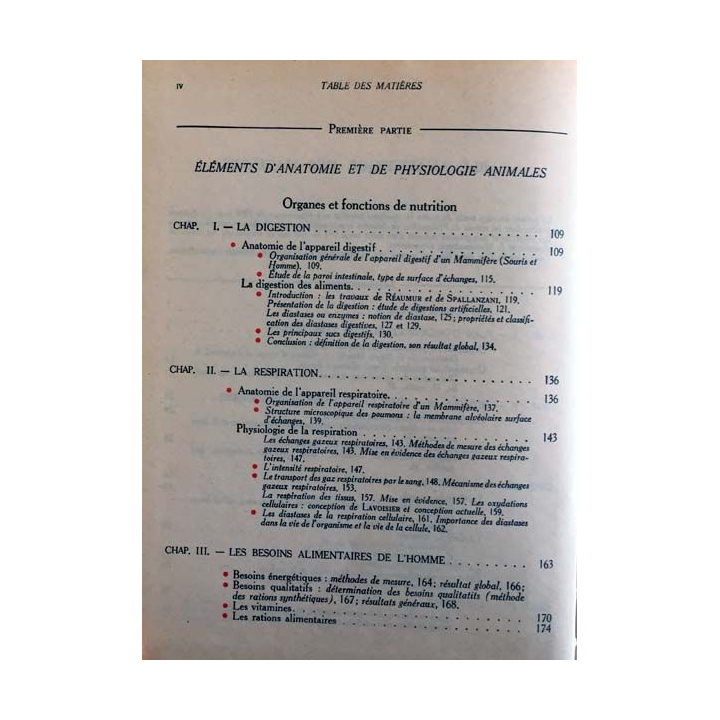 IV TABLE DES MATIÈRES
PREMIÈRE PARTIE
ÉLÉMENTS D'ANATOMIE ET DE PHYSIOLOGIE ANIMALES
Organes et fonctions de nutrition
CHAP. I. — LA DIGESTION . . . . . . . . . . . . . . . . . . . . . . . . 109
• Anatomie de l'appareil digestif . . . . . . . . . . . . . . . . . 109
• Organisation générale de l'appareil digestif d'un Mammifère (Souris et
Homme), 109.
• Étude de la paroi intestinale, type de surface d'échanges, 115.
La digestion des aliments. . . . . . . . . . . . . . . . . . . . 119
• Introduction : les travaux de RÉAUMUR et de SPALLANZANI, 119.
Présentation de la digestion : étude de digestions artificielles, 121.
Les diastases ou enzymes : notion de diastase, 125 ; propriétés et classifi-
cation des diastases digestives, 127 et 129.
• Les principaux sucs digestifs, 130.
• Conclusion : définition de la digestion, son résultat global, 134.
CHAP. II. — LA RESPIRATION. . . . . . . . . . . . . . . . . . . . . . . 136
• Anatomie de l'appareil respiratoire. . . . . . . . . . . . . . . 136
• Organisation de l'appareil respiratoire d'un Mammifère, 137.
• Structure microscopique des poumons : la membrane alvéolaire surface
d'échanges, 139.
Physiologie de la respiration . . . . . . . . . . . . . . . . . . 143
Les échanges gazeux respiratoires, 143. Méthodes de mesure des échanges
gazeux respiratoires, 143. Mise en évidence des échanges gazeux respira-
toires, 147.
• L'intensité respiratoire, 147.
• Le transport des gaz respiratoires par le sang, 148. Mécanisme des échanges
gazeux respiratoires, 153.
La respiration des tissus, 157. Mise en évidence, 157. Les oxydations
cellulaires : conception de LAVOISIER et conception actuelle, 159.
• Les diastases de la respiration cellulaire, 161. Importance des diastases
dans la vie de l'organisme et la vie de la cellule, 162.
CHAP. III. — LES BESOINS ALIMENTAIRES DE L'HOMME . . . . . . . . . 163
• Besoins énergétiques : méthodes de mesure, 164 ; résultat global, 166 ;
• Besoins qualitatifs : détermination des besoins qualitatifs (méthode
des rations synthétiques), 167 ; résultats généraux, 168.
• Les vitamines. . . . . . . . . . . . . . . . . . . . . . . . . . 170
• Les rations alimentaires . . . . . . . . . . . . . . . . . . . . 174